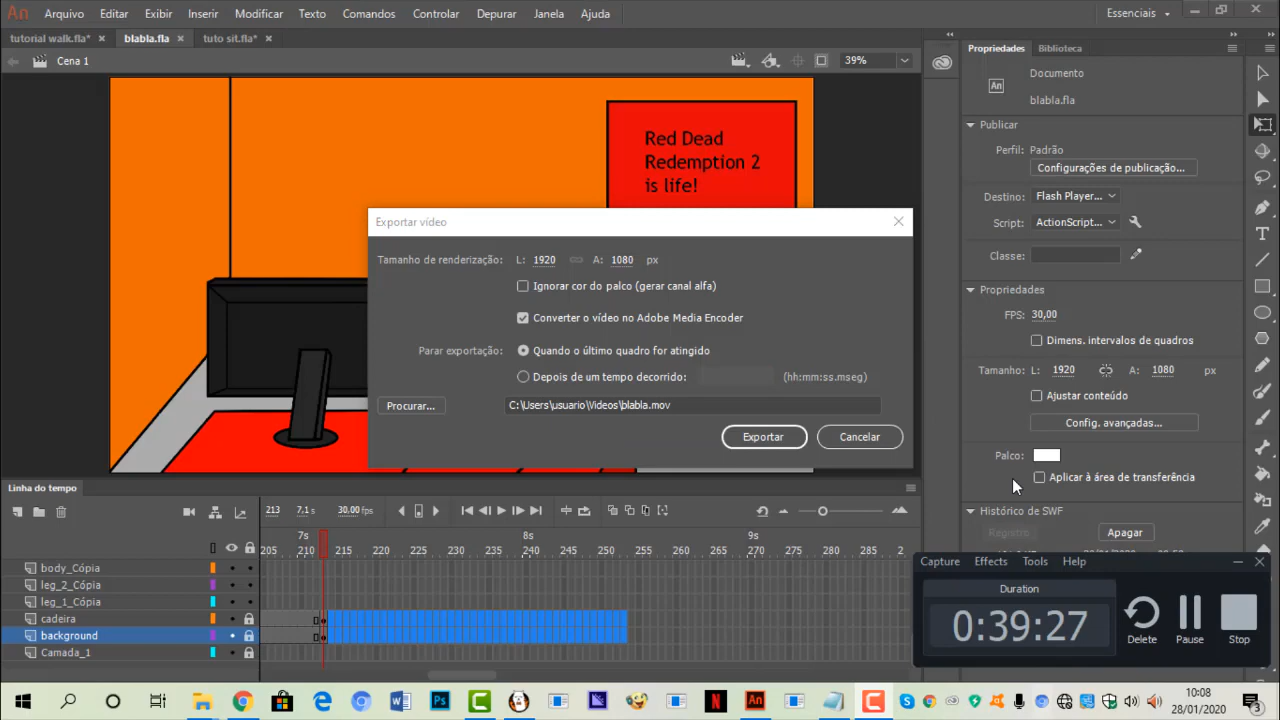 An Arquivo Editar Exibir Inserir Modificar Texto Comandos Controlar Depurar Janela Ajuda Essenciais
tutorial walk.fla* × blabla.fla × tuto sit.fla* ×
Propriedades Biblioteca
Cena 1 39%
Red Dead
Redemption 2
is life!
Documento
An
blabla.fla
Publicar
Perfil: Padrão
Configurações de publicação...
Destino: Flash Player...
Script: ActionScript...
Classe:
Propriedades
FPS: 30,00
Dimens. intervalos de quadros
Tamanho: L: 1920 A: 1080 px
Ajustar conteúdo
Config. avançadas...
Palco:
Aplicar à área de transferência
Histórico de SWF
Registro Apagar
Exportar vídeo
Tamanho de renderização: L: 1920 A: 1080 px
Ignorar cor do palco (gerar canal alfa)
Converter o vídeo no Adobe Media Encoder
Parar exportação: Quando o último quadro for atingido
Depois de um tempo decorrido: (hh:mm:ss.mseg)
Procurar... C:\Users\usuario\Videos\blabla.mov
Exportar Cancelar
Linha do tempo
213 7,1 s 30,00 fps
7s 8s 9s
205 210 215 220 225 230 235 240 245 250 255 260 265 270 275 280 285 2
body_Cópia
leg_2_Cópia
leg_1_Cópia
cadeira
background
Camada_1
Capture Effects Tools Help
Duration
0:39:27
Delete Pause Stop
10:08
28/01/2020
3